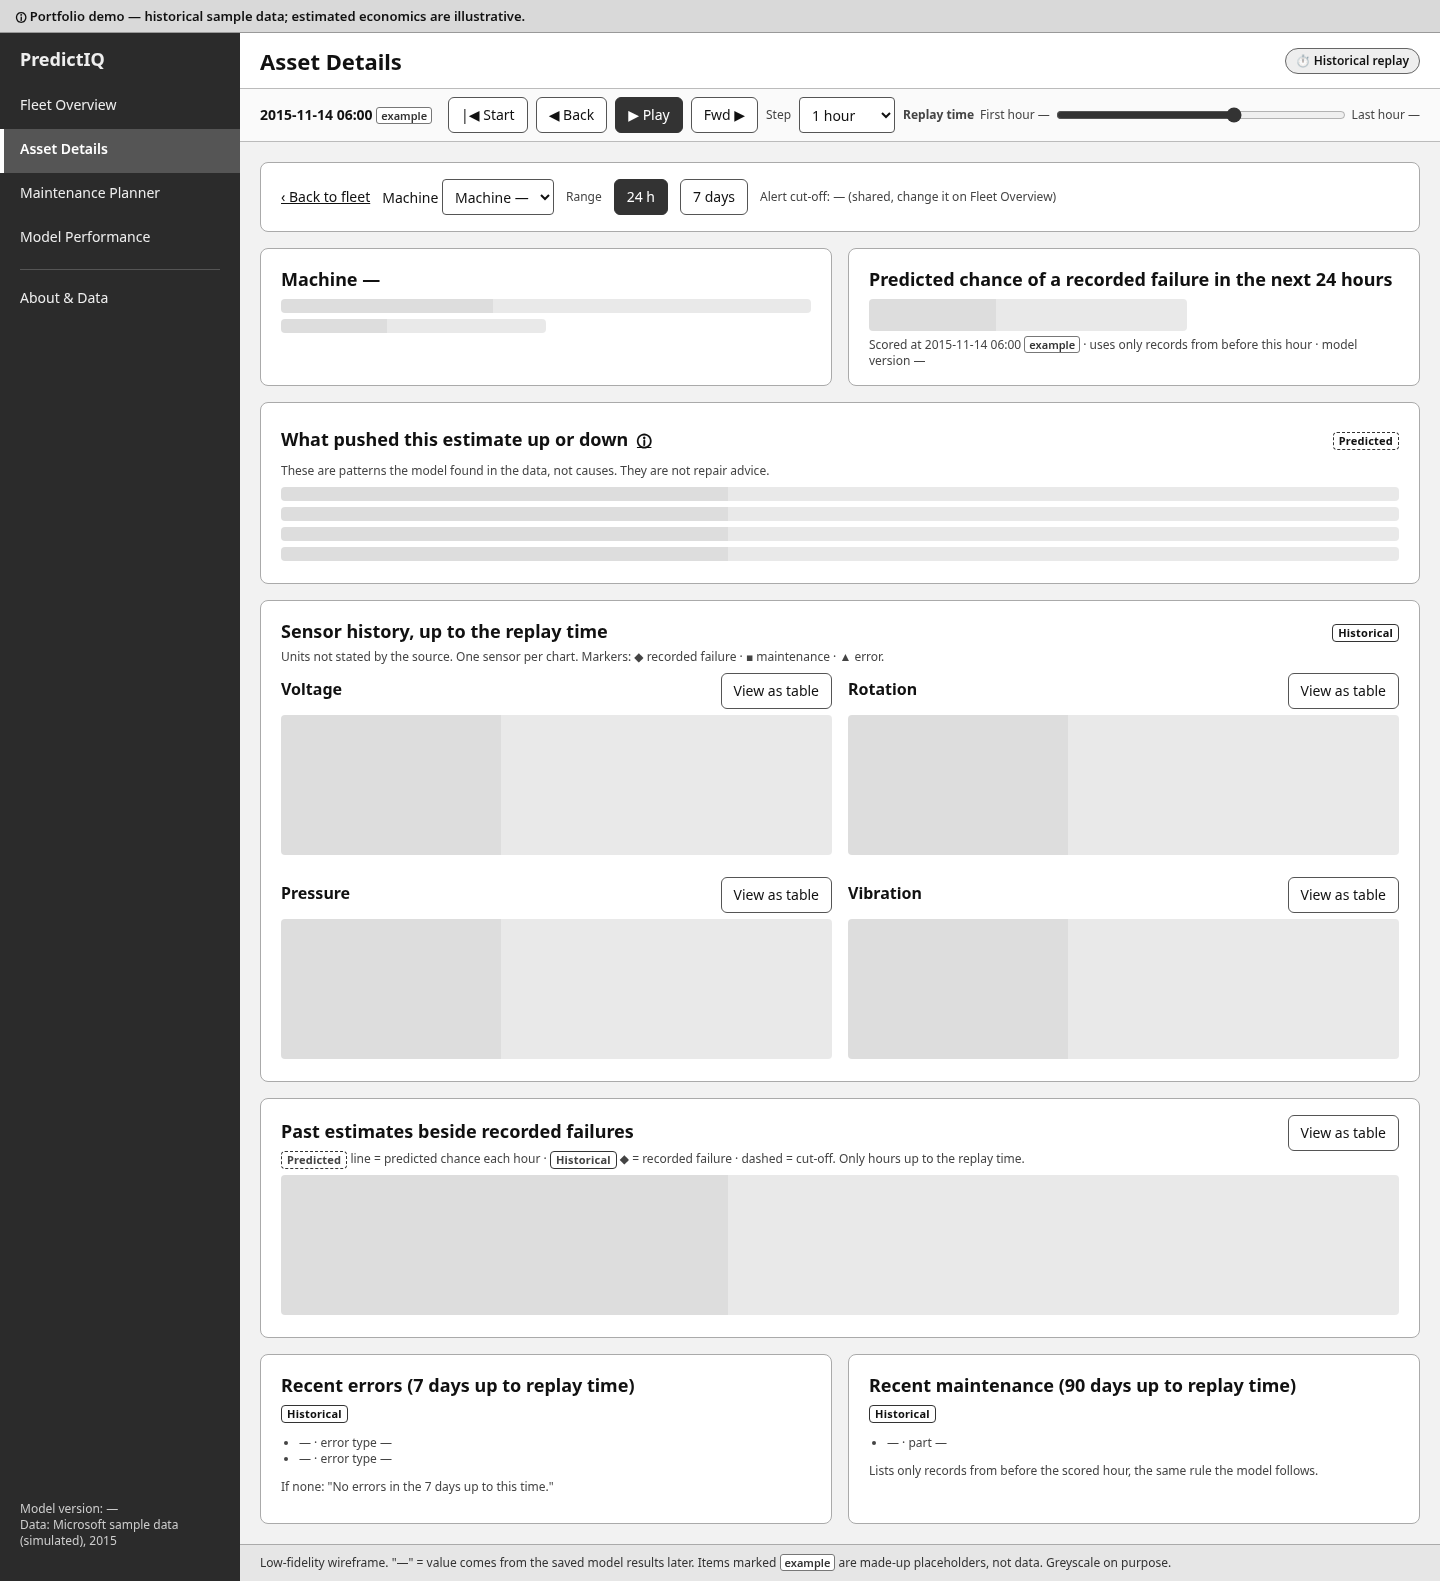 ⓘ Portfolio demo — historical sample data; estimated economics are illustrative.
PredictIQ
Fleet Overview
Asset Details
Maintenance Planner
Model Performance
About & Data
Model version: —
Data: Microsoft sample data
(simulated), 2015
Asset Details
⏱ Historical replay
2015-11-14 06:00 example |◀ Start ◀ Back ▶ Play Fwd ▶ Step 1 hour Replay time First hour — Last hour —
‹ Back to fleet Machine Machine — Range 24 h 7 days Alert cut-off: — (shared, change it on Fleet Overview)
Machine —
Predicted chance of a recorded failure in the next 24 hours
Scored at 2015-11-14 06:00 example · uses only records from before this hour · model
version —
What pushed this estimate up or down ⓘ
Predicted
These are patterns the model found in the data, not causes. They are not repair advice.
Sensor history, up to the replay time
Historical
Units not stated by the source. One sensor per chart. Markers: ◆ recorded failure · ■ maintenance · ▲ error.
Voltage View as table
Rotation View as table
Pressure View as table
Vibration View as table
Past estimates beside recorded failures
View as table
Predicted line = predicted chance each hour · Historical ◆ = recorded failure · dashed = cut-off. Only hours up to the replay time.
Recent errors (7 days up to replay time)
Historical
• — · error type —
• — · error type —
If none: "No errors in the 7 days up to this time."
Recent maintenance (90 days up to replay time)
Historical
• — · part —
Lists only records from before the scored hour, the same rule the model follows.
Low-fidelity wireframe. "—" = value comes from the saved model results later. Items marked example are made-up placeholders, not data. Greyscale on purpose.